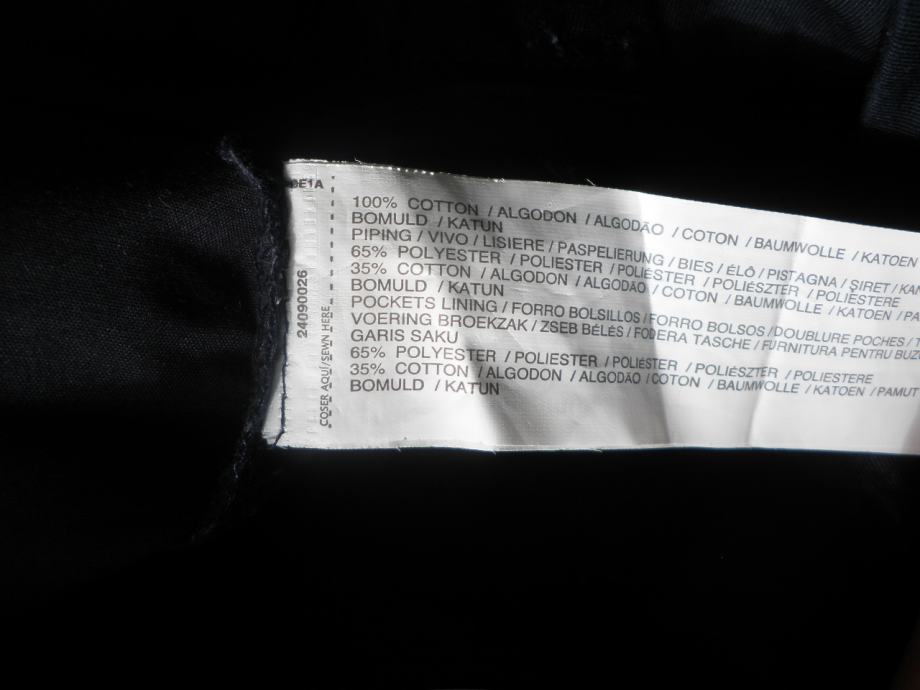 100% COTTON / ALGODON / ALGODÃO / COTON / BAUMWOLLE / KATOEN
BOMULD / KATUN
PIPING / VIVO / LISIERE / PASPELIERUNG / BIES / ÉLŐ / PISTAGNA / ŞIRET /
65% POLYESTER / POLIESTER / POLIÉSTER / POLIÉSZTER / POLIESTERE
35% COTTON / ALGODON / ALGODÃO / COTON / BAUMWOLLE / KATOEN /
BOMULD / KATUN
POCKETS LINING / FORRO BOLSILLOS / FORRO BOLSOS / DOUBLURE POCHES /
VOERING BROEKZAK / ZSEB BÉLÉS / FODERA TASCHE / FURNITURA PENTRU
GARIS SAKU
65% POLYESTER / POLIESTER / POLIÉSTER / POLIÉSZTER / POLIESTERE
35% COTTON / ALGODON / ALGODÃO / COTON / BAUMWOLLE / KATOEN / PAMUT
BOMULD / KATUN
24090026
COSER AQUI/SEWN HERE